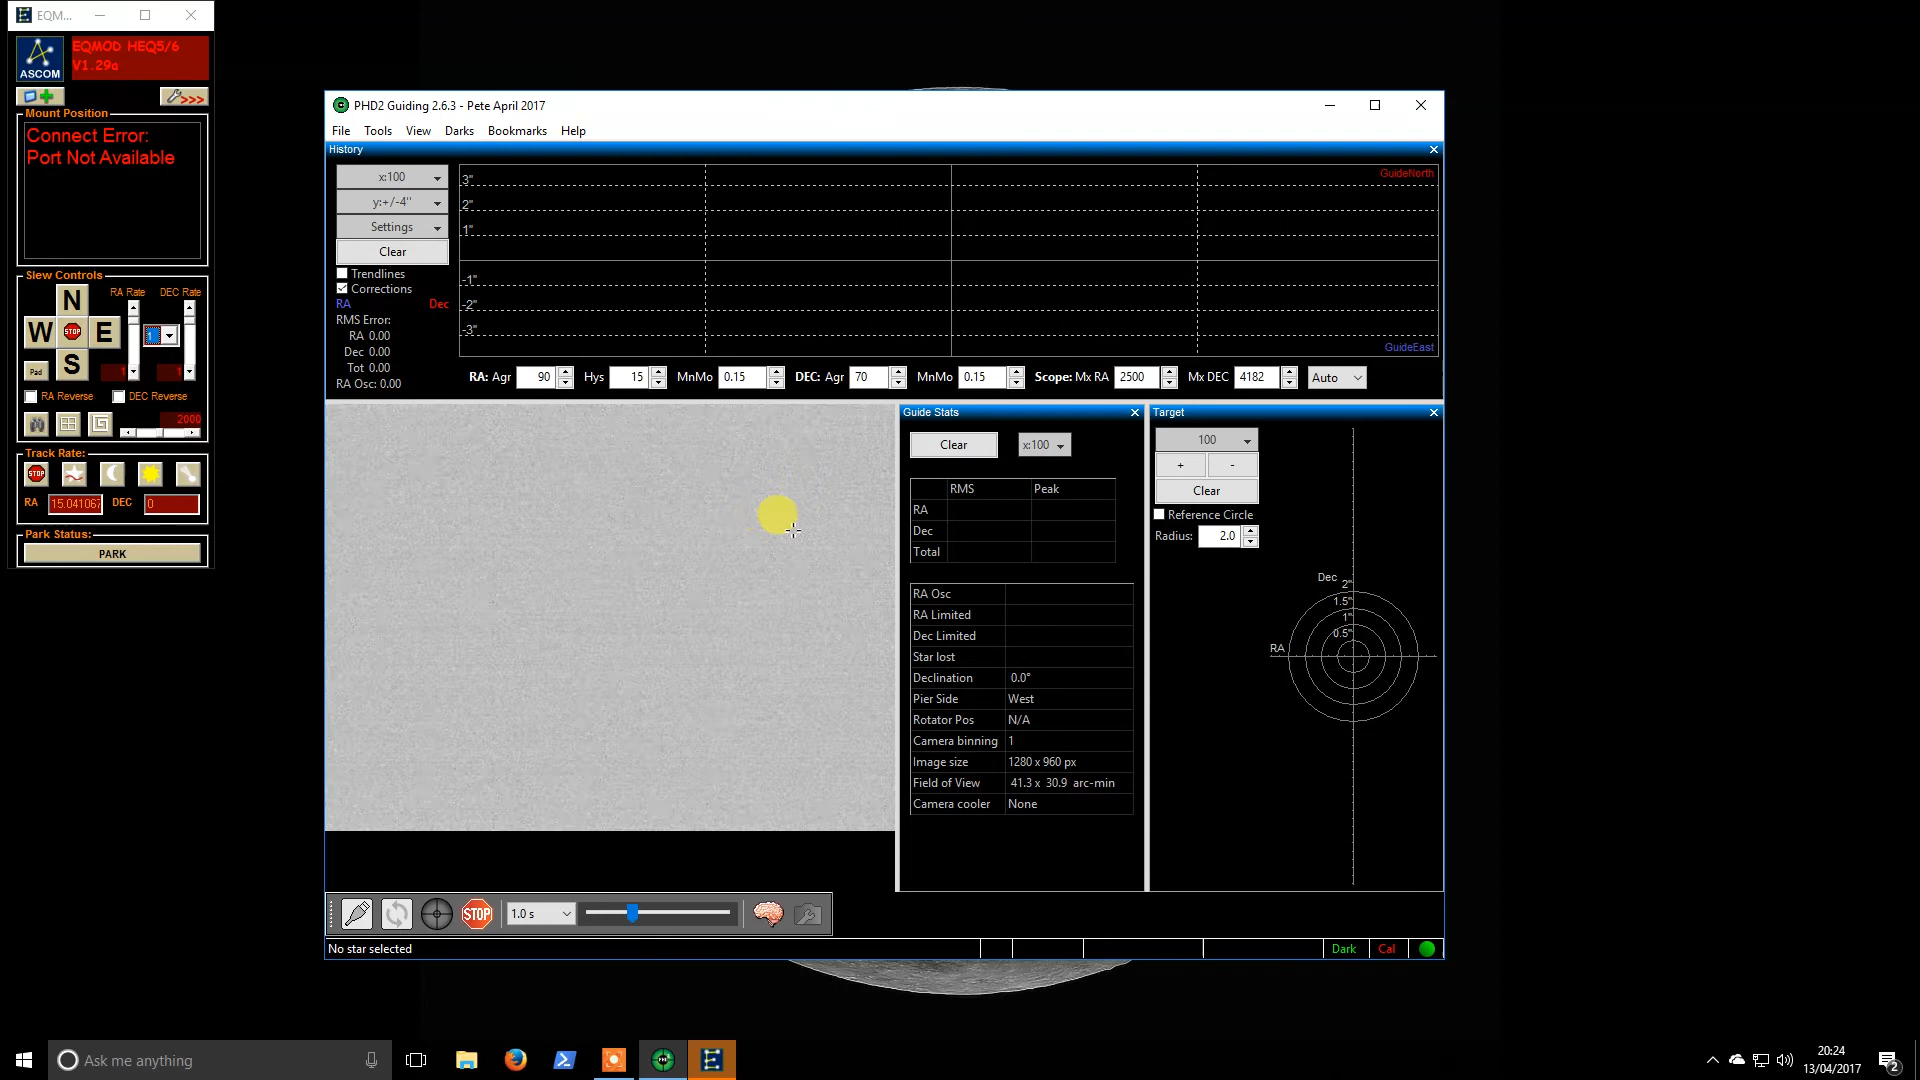 EQM...
ASCOM
EQMOD HEQ5/6
V1.29a
>>>
Mount Position
Connect Error:
Port Not Available
Slew Controls
RA Rate DEC Rate
N
W STOP E
1
S
Pad
1 1
RA Reverse DEC Reverse
2000
Track Rate:
STOP
RA 15.041067 DEC 0
Park Status:
PARK
PHD2 Guiding 2.6.3 - Pete April 2017
File Tools View Darks Bookmarks Help
History
x:100
y:+/-4"
Settings
Clear
Trendlines
Corrections
RA Dec
RMS Error:
RA 0.00
Dec 0.00
Tot 0.00
RA Osc: 0.00
3"
2"
1"
-1"
-2"
-3"
GuideNorth
GuideEast
RA: Agr 90 Hys 15 MnMo 0.15 DEC: Agr 70 MnMo 0.15 Scope: Mx RA 2500 Mx DEC 4182 Auto
Guide Stats
Clear x:100
RMS Peak
RA
Dec
Total
RA Osc
RA Limited
Dec Limited
Star lost
Declination 0.0°
Pier Side West
Rotator Pos N/A
Camera binning 1
Image size 1280 x 960 px
Field of View 41.3 x 30.9 arc-min
Camera cooler None
Target
100
+ -
Clear
Reference Circle
Radius: 2.0
Dec
2"
1.5"
1"
0.5"
RA
STOP 1.0 s
No star selected
Dark Cal
Ask me anything
PHD
20:24
13/04/2017
2